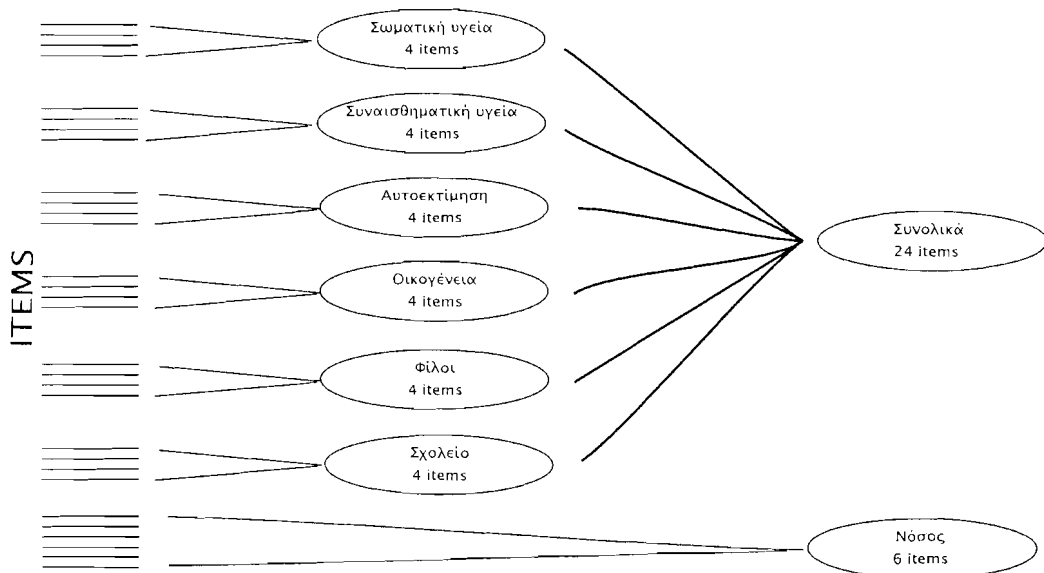 ITEMS
Σωματική υγεία
4 items
Συναισθηματική υγεία
4 items
Αυτοεκτίμηση
4 items
Οικογένεια
4 items
Φίλοι
4 items
Σχολείο
4 items
Συνολικά
24 items
Νόσος
6 items